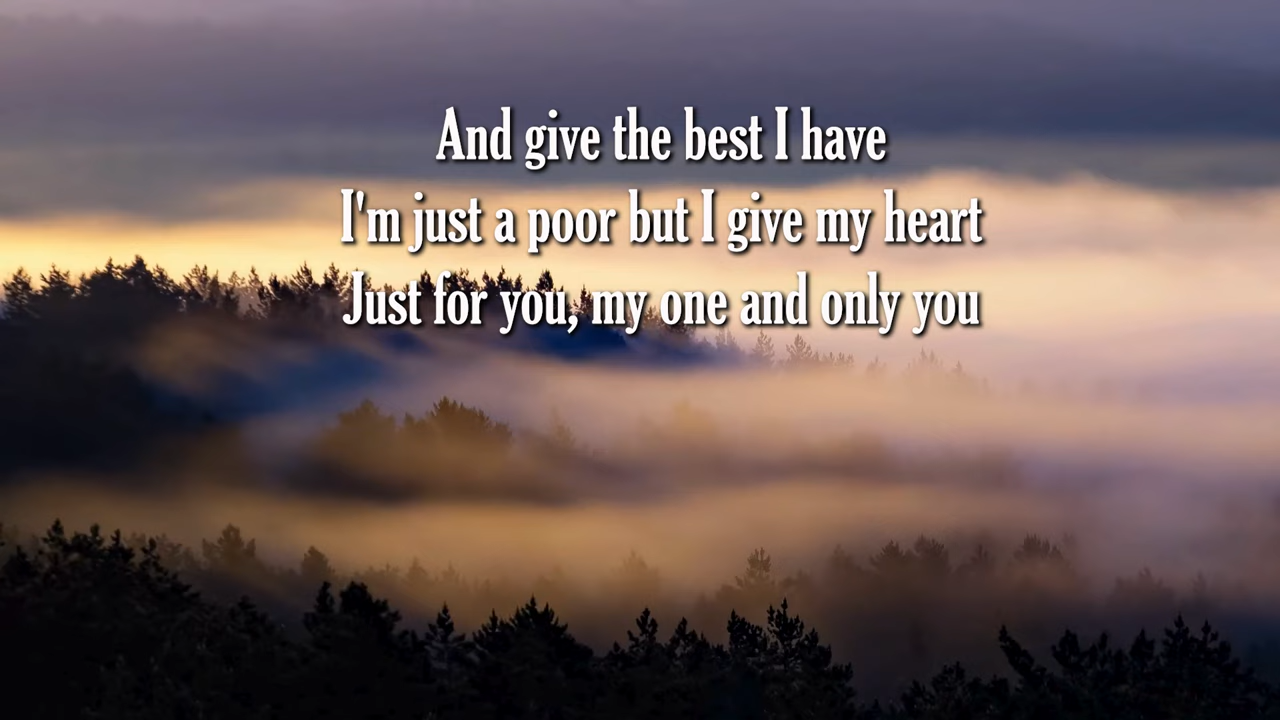 And give the best I have
I'm just a poor but I give my heart
Just for you, my one and only you